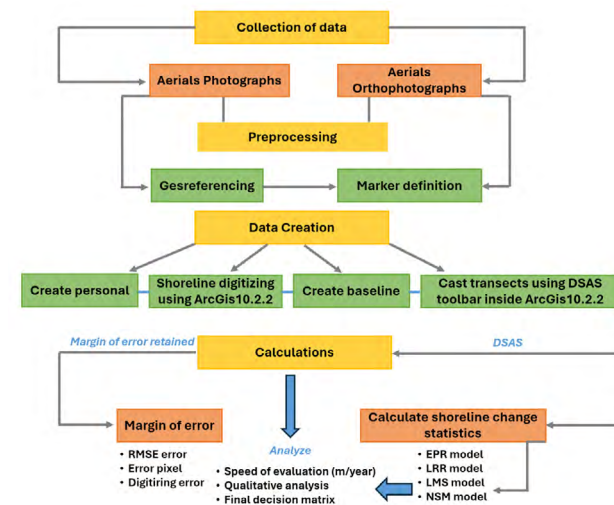 Collection of data
Aerials Photographs
Aerials
Orthophotographs
Preprocessing
Gesreferencing
Marker definition
Data Creation
Create personal
Shoreline digitizing
using ArcGis10.2.2
Create baseline
Cast transects using DSAS
toolbar inside ArcGis10.2.2
Margin of error retained
Calculations
DSAS
Margin of error
• RMSE error
• Error pixel
• Digitiring error
Analyze
• Speed of evaluation (m/year)
• Qualitative analysis
• Final decision matrix
Calculate shoreline change
statistics
• EPR model
• LRR model
• LMS model
• NSM model